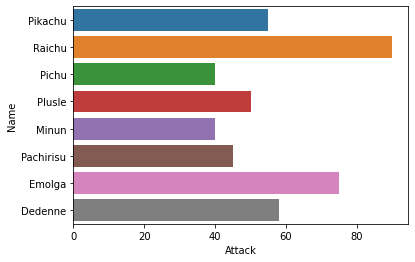 Pikachu
Raichu
Pichu
Plusle
Minun
Pachirisu
Emolga
Dedenne
Name
0 20 40 60 80
Attack